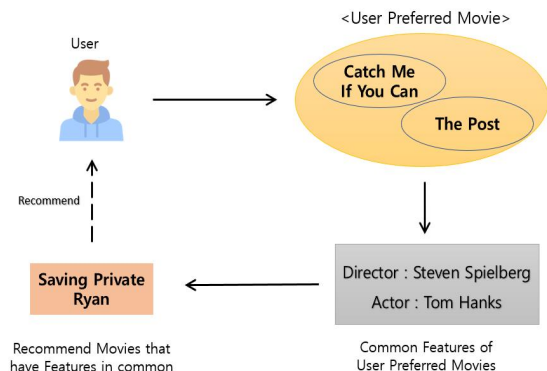 <User Preferred Movie>
User
Catch Me
If You Can
The Post
Recommend
Saving Private
Ryan
Director : Steven Spielberg
Actor : Tom Hanks
Recommend Movies that
have Features in common
Common Features of
User Preferred Movies